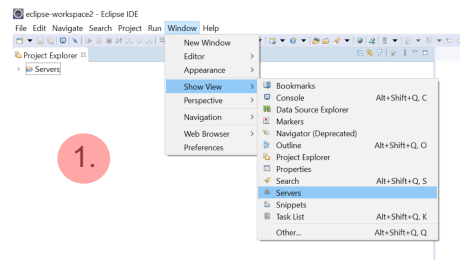 eclipse-workspace2 - Eclipse IDE
File Edit Navigate Search Project Run Window Help
Project Explorer
Servers
New Window
Editor
Appearance
Show View
Perspective
Navigation
Web Browser
Preferences
Bookmarks
Console Alt+Shift+Q, C
Data Source Explorer
Markers
Navigator (Deprecated)
Outline Alt+Shift+Q, O
Project Explorer
Properties
Search Alt+Shift+Q, S
Servers
Snippets
Task List Alt+Shift+Q, K
Other... Alt+Shift+Q, Q
1.